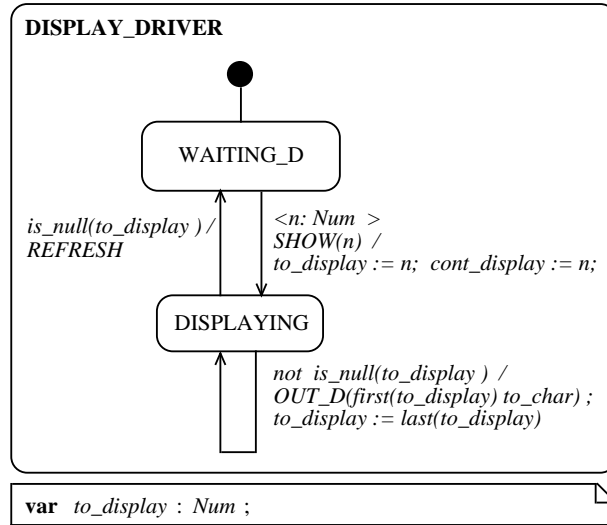 DISPLAY_DRIVER
WAITING_D
is_null(to_display ) /
REFRESH
<n: Num >
SHOW(n) /
to_display := n; cont_display := n;
DISPLAYING
not is_null(to_display ) /
OUT_D(first(to_display) to_char) ;
to_display := last(to_display)
var to_display : Num ;